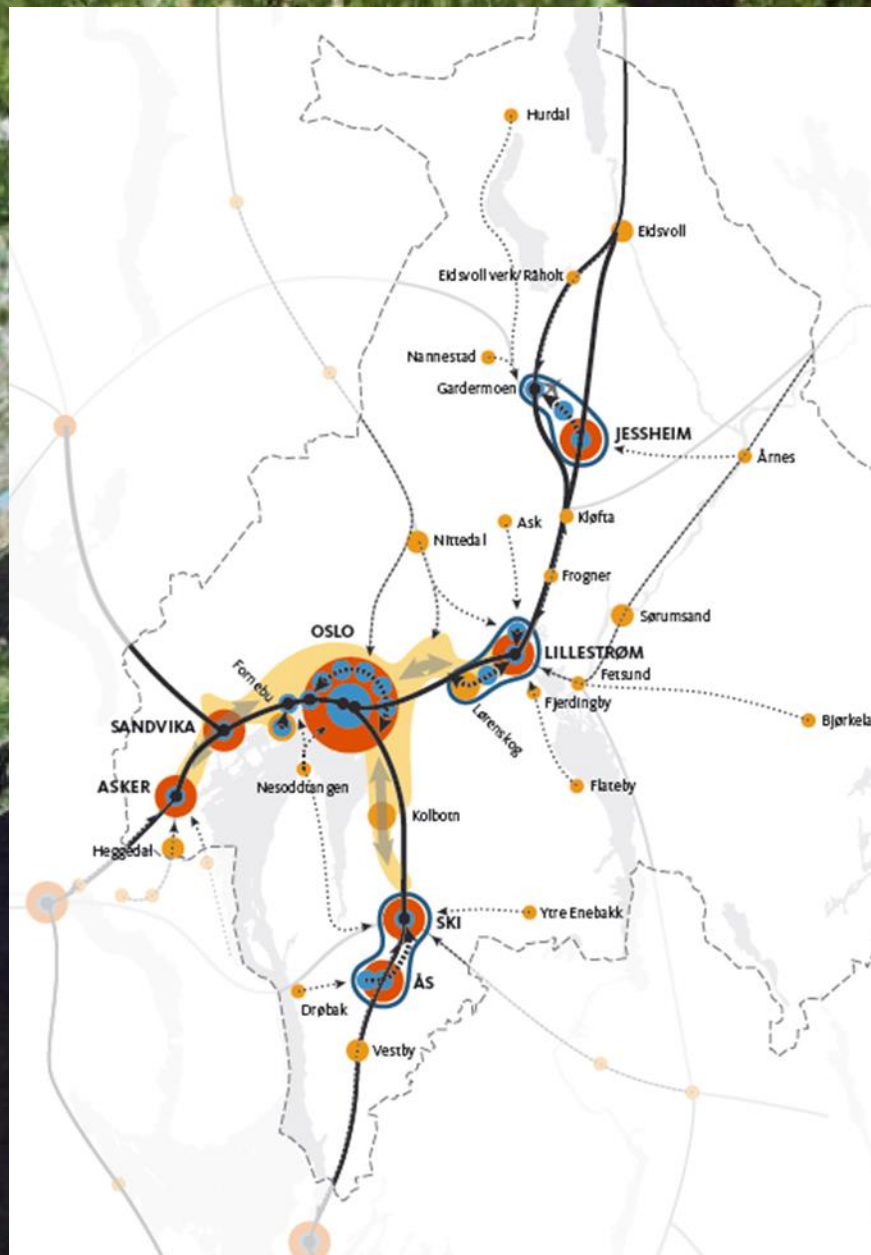 Hurdal
Eidsvoll
Eidsvoll verk/Råholt
Nannestad
Gardermoen
JESSHEIM
Årnes
Ask
Kløfta
Nittedal
Frogner
Sørumsand
OSLO
LILLESTRØM
Fornebu
Fetsund
Fjerdingby
SANDVIKA
Lørenskog
Bjørkela
ASKER
Nesoddtangen
Flateby
Kolbotn
Heggedal
Ytre Enebakk
SKI
ÅS
Drøbak
Vestby